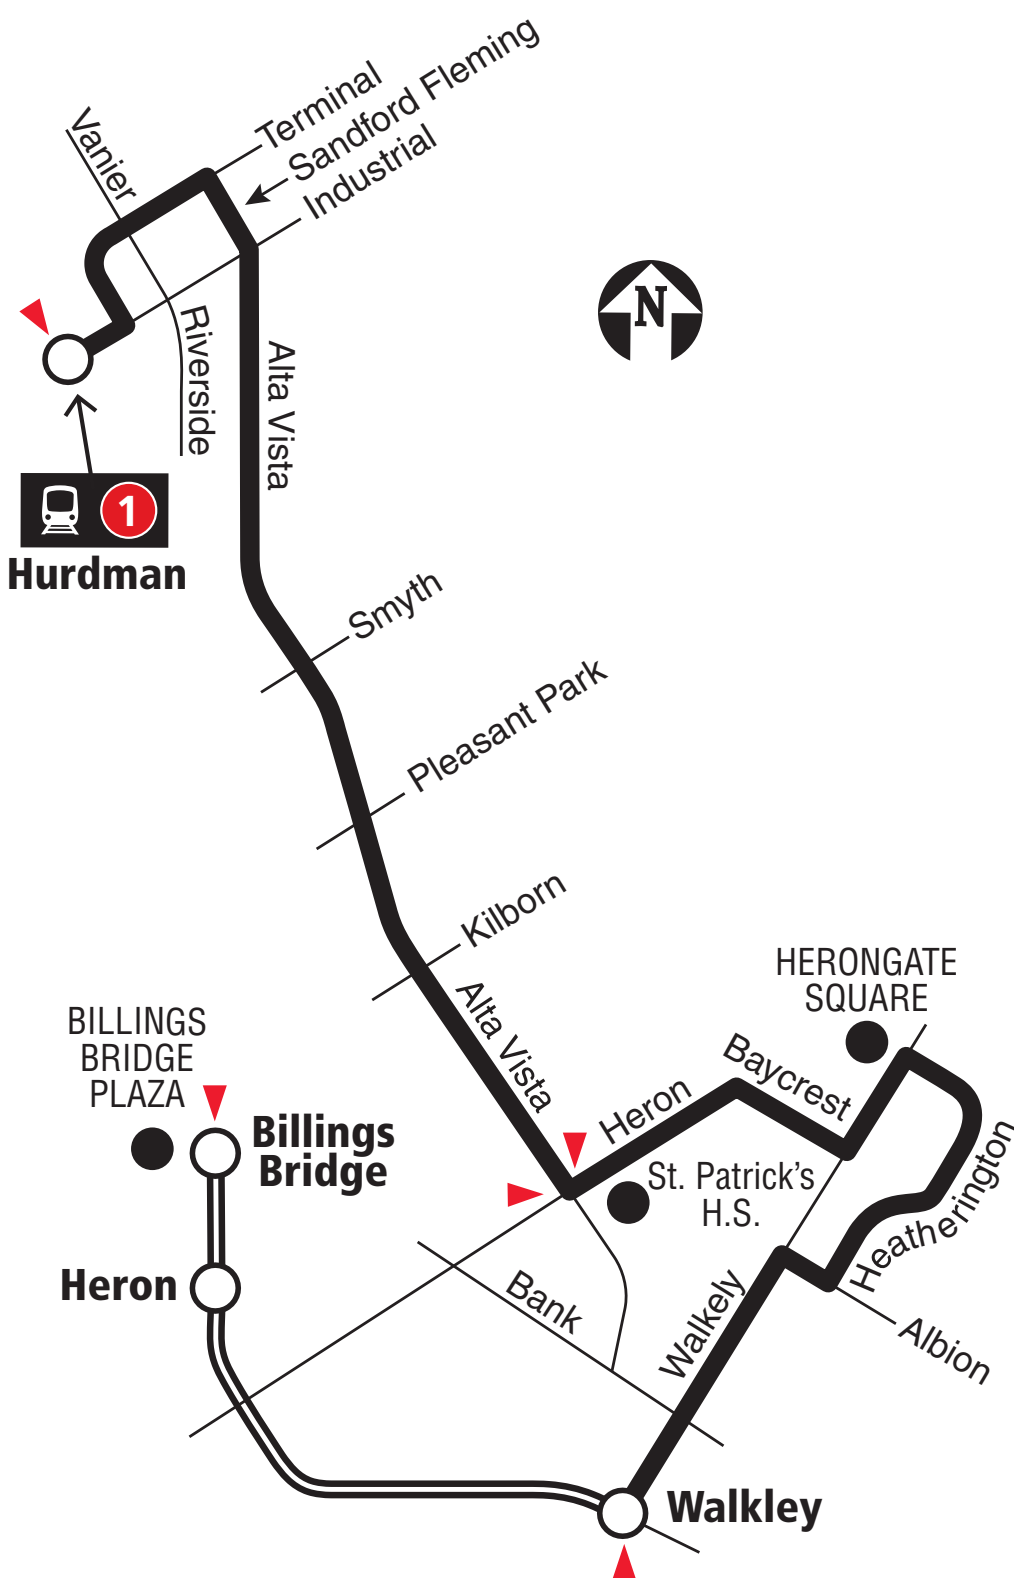 Terminal
Sandford Fleming
Industrial
Vanier
Riverside
Alta Vista
N
1
Hurdman
Smyth
Pleasant Park
Kilborn
Alta Vista
HERONGATE
SQUARE
BILLINGS
BRIDGE
PLAZA
Billings
Bridge
Heron
Baycrest
St. Patrick's
H.S.
Heatherington
Heron
Bank
Walkely
Albion
Walkley